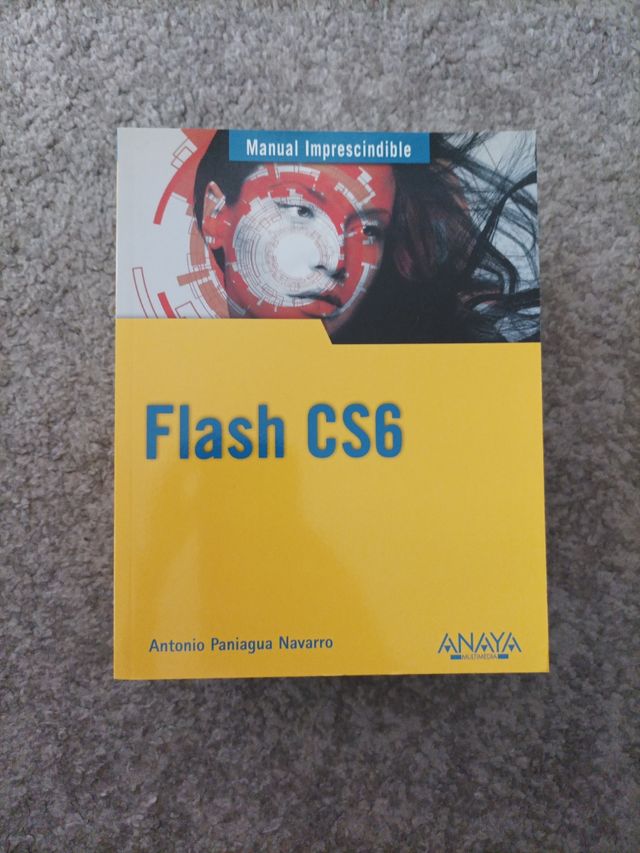 Manual Imprescindible
Flash CS6
Antonio Paniagua Navarro
ANAYA
MULTIMEDIA